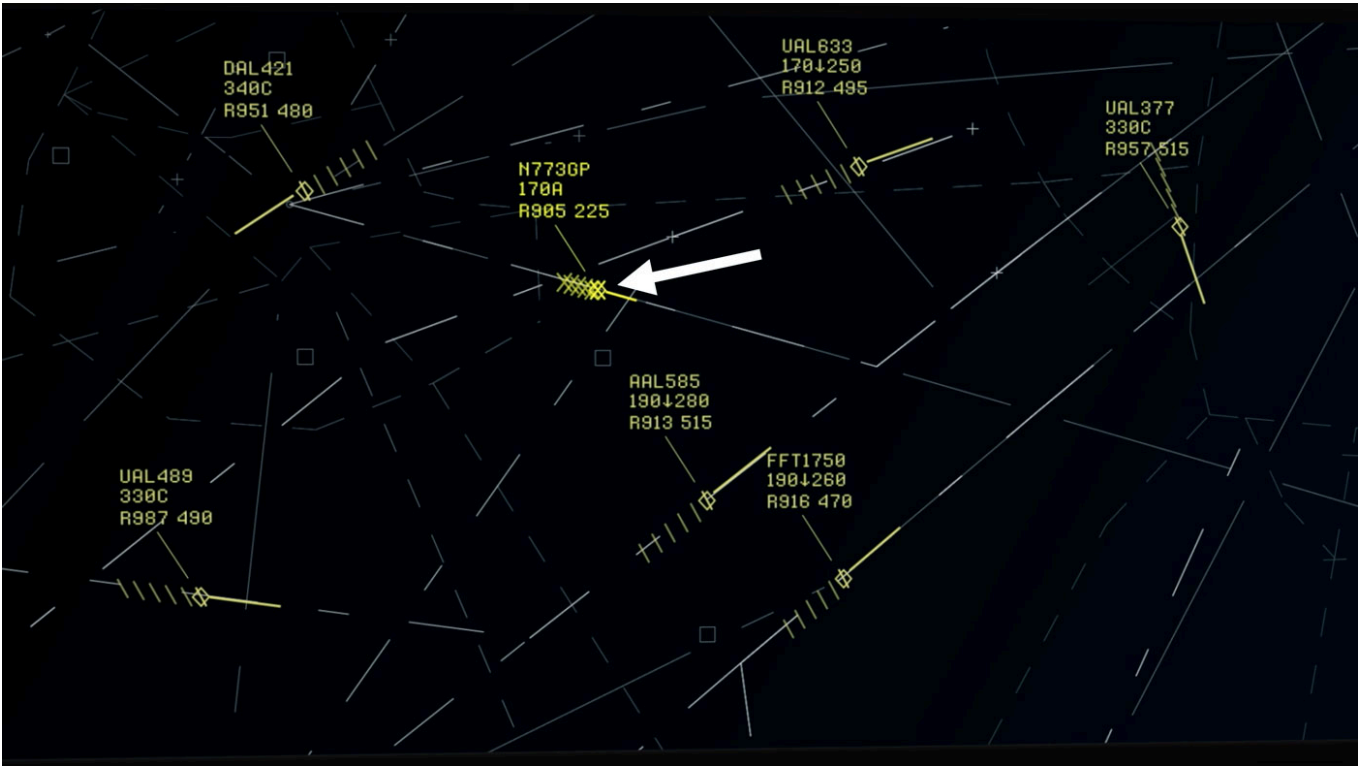 DAL421
340C
R951 480
UAL633
170↓250
R912 495
UAL377
330C
R957 515
N773GP
170A
R905 225
AAL585
190↓280
R913 515
FFT1750
190↓260
R916 470
UAL489
330C
R987 490